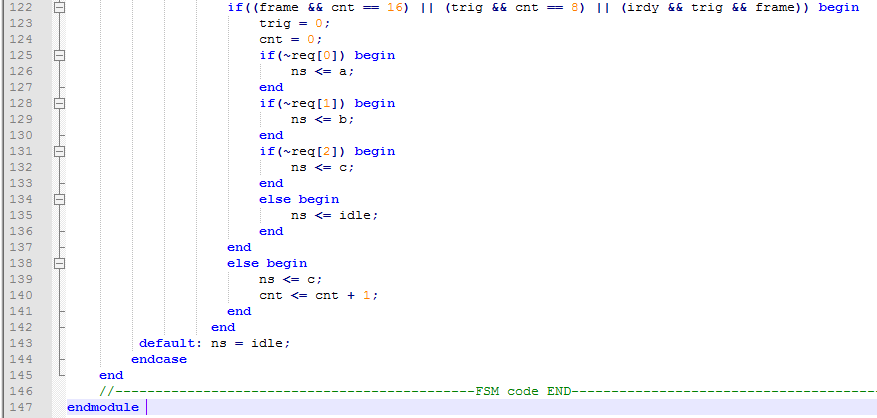 122 if((frame && cnt == 16) || (trig && cnt == 8) || (irdy && trig && frame)) begin
123 trig = 0;
124 cnt = 0;
125 if(~req[0]) begin
126 ns <= a;
127 end
128 if(~req[1]) begin
129 ns <= b;
130 end
131 if(~req[2]) begin
132 ns <= c;
133 end
134 else begin
135 ns <= idle;
136 end
137 end
138 else begin
139 ns <= c;
140 cnt <= cnt + 1;
141 end
142 end
143 default: ns = idle;
144 endcase
145 end
146 //---------------------------------------------FSM code END--------------------------------------
147 endmodule